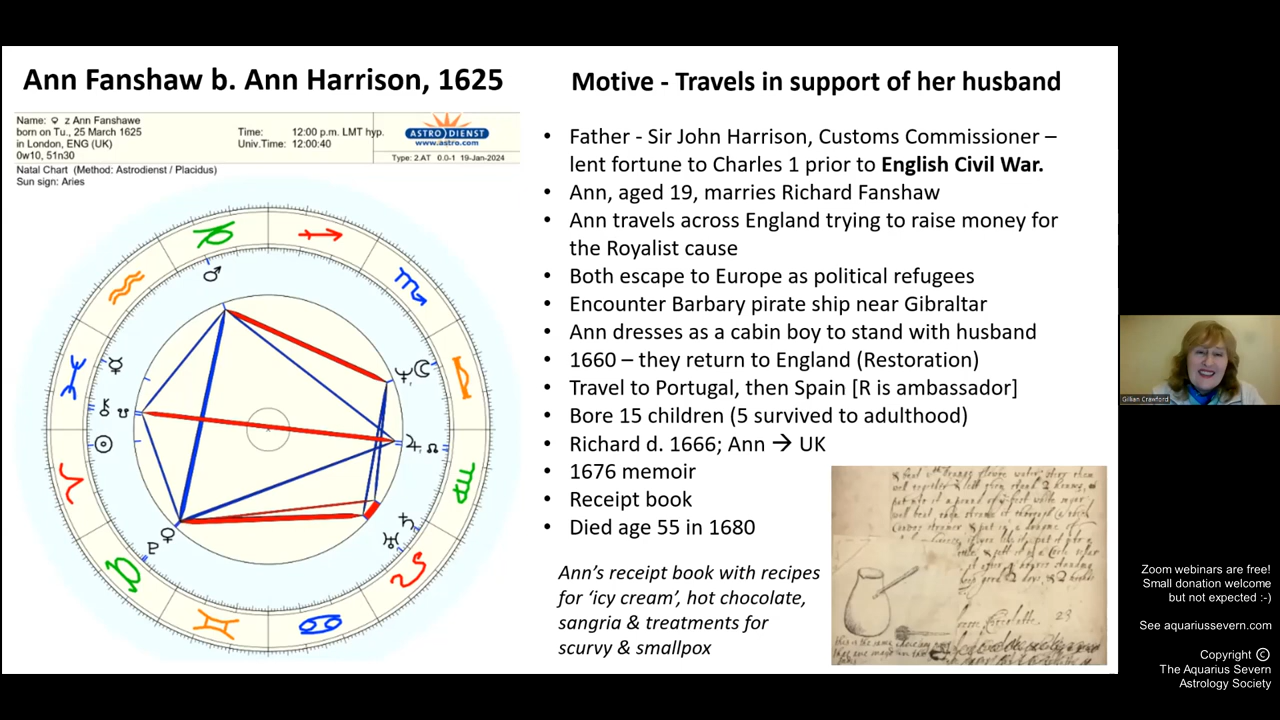 Ann Fanshaw b. Ann Harrison, 1625
Name: ♀ z Ann Fanshawe
born on Tu., 25 March 1625
in London, ENG (UK)
0w10, 51n30
Time: 12:00 p.m. LMT hyp.
Univ.Time: 12:00:40
ASTRO DIENST
www.astro.com
Type: 2.AT 0.0-1 19-Jan-2024
Natal Chart (Method: Astrodienst / Placidus)
Sun sign: Aries
Motive - Travels in support of her husband
• Father - Sir John Harrison, Customs Commissioner –
lent fortune to Charles 1 prior to English Civil War.
• Ann, aged 19, marries Richard Fanshaw
• Ann travels across England trying to raise money for
the Royalist cause
• Both escape to Europe as political refugees
• Encounter Barbary pirate ship near Gibraltar
• Ann dresses as a cabin boy to stand with husband
• 1660 – they return to England (Restoration)
• Travel to Portugal, then Spain [R is ambassador]
• Bore 15 children (5 survived to adulthood)
• Richard d. 1666; Ann → UK
• 1676 memoir
• Receipt book
• Died age 55 in 1680
Ann's receipt book with recipes
for 'icy cream', hot chocolate,
sangria & treatments for
scurvy & smallpox
Gillian Crawford
Zoom webinars are free!
Small donation welcome
but not expected :-)
See aquariussevern.com
Copyright ©
The Aquarius Severn
Astrology Society